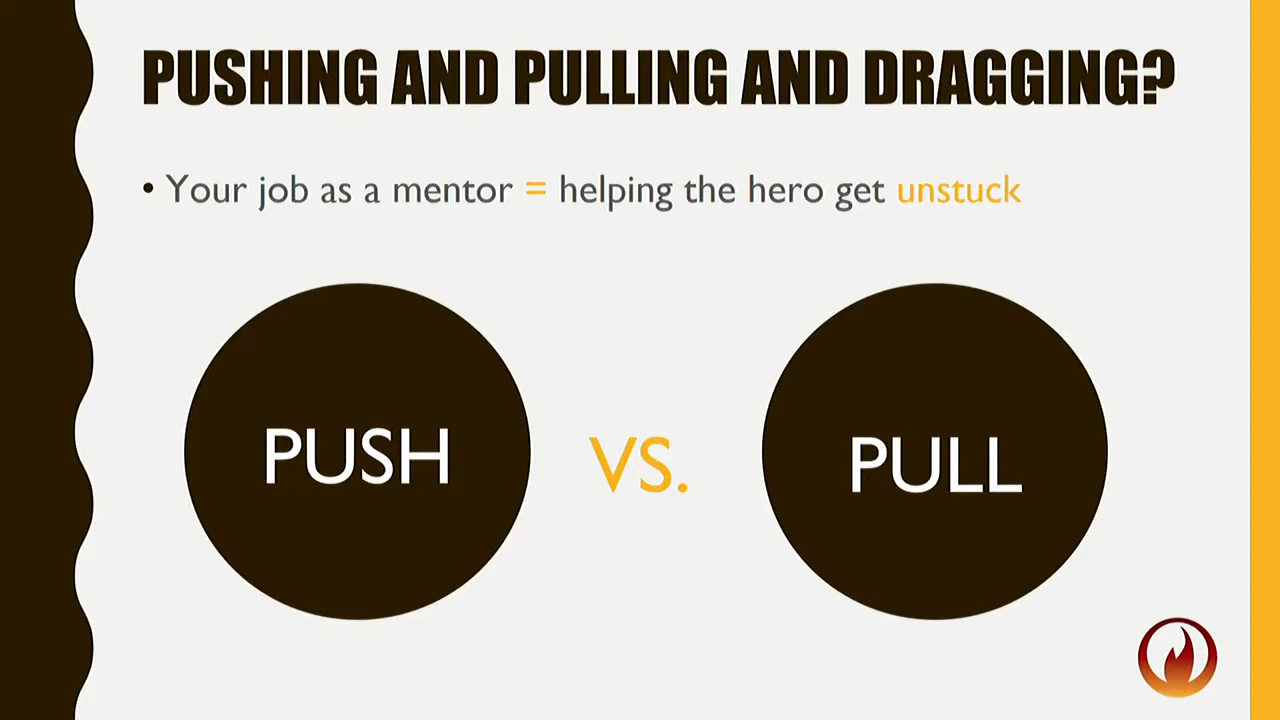 PUSHING AND PULLING AND DRAGGING?
• Your job as a mentor = helping the hero get unstuck
PUSH
VS.
PULL